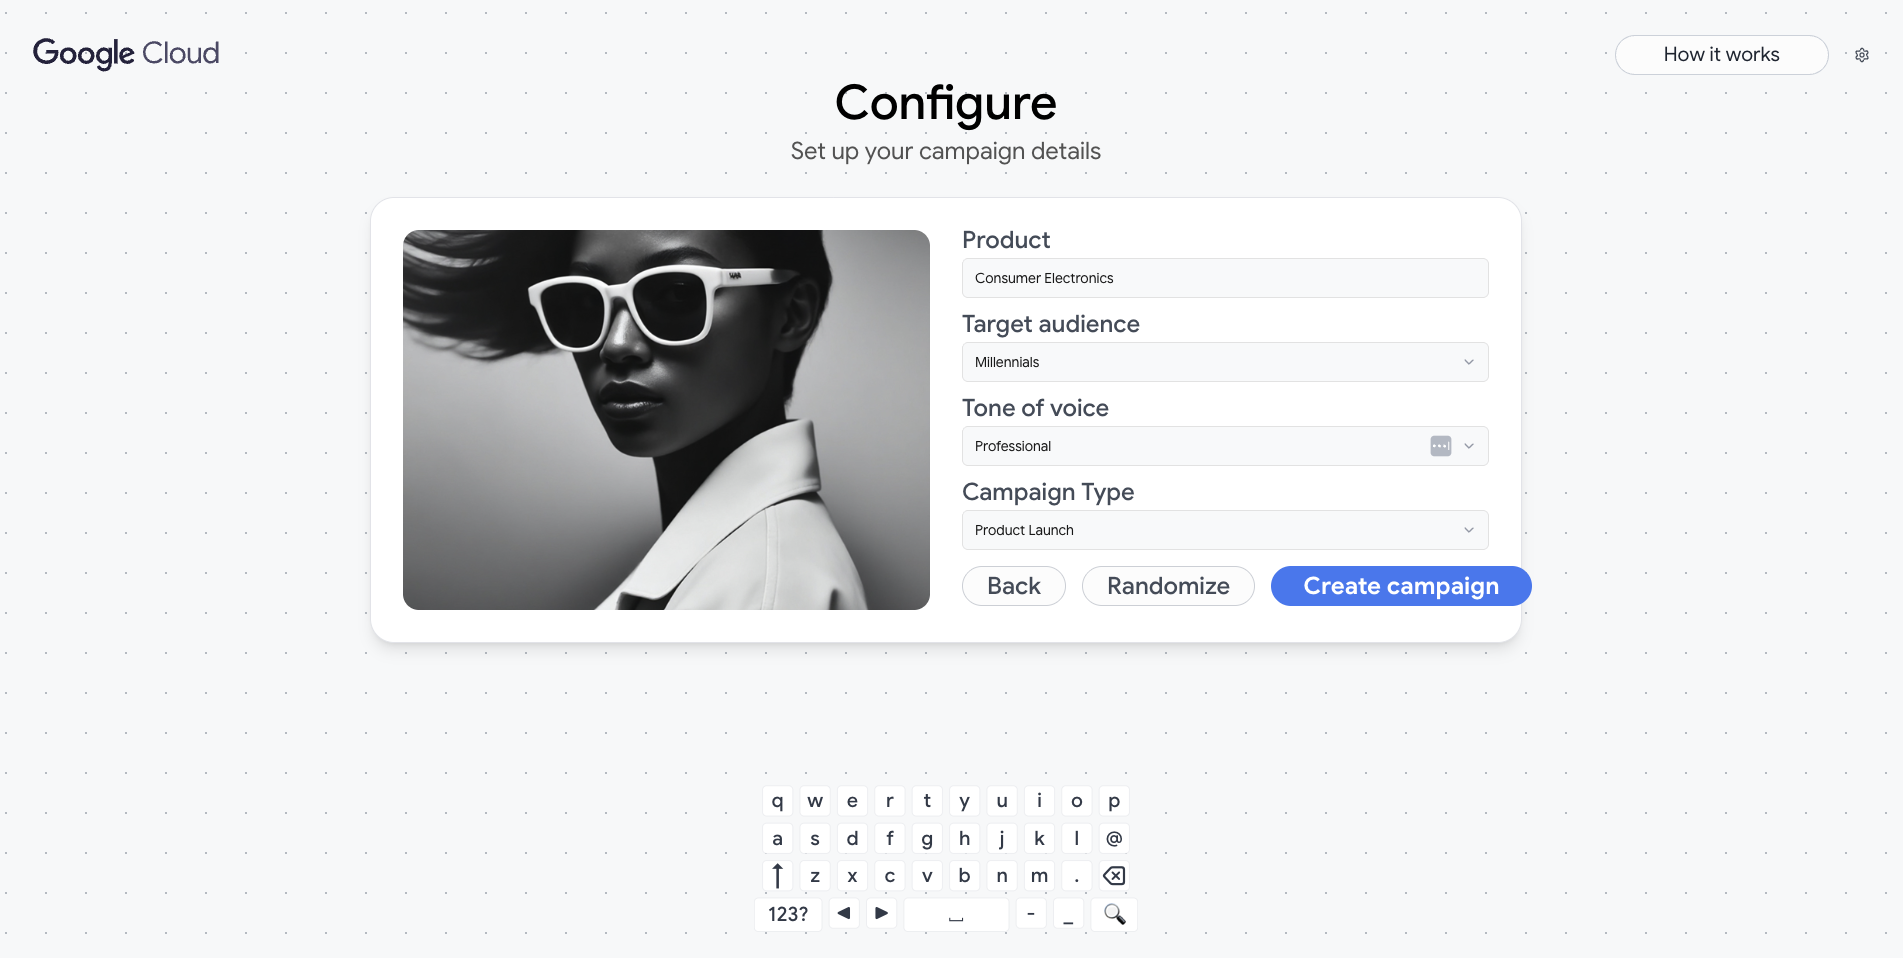 Google Cloud
How it works
Configure
Set up your campaign details
Product
Consumer Electronics
Target audience
Millennials
Tone of voice
Professional
Campaign Type
Product Launch
Back Randomize Create campaign
q w e r t y u i o p
a s d f g h j k l @
z x c v b n m .
123? - _